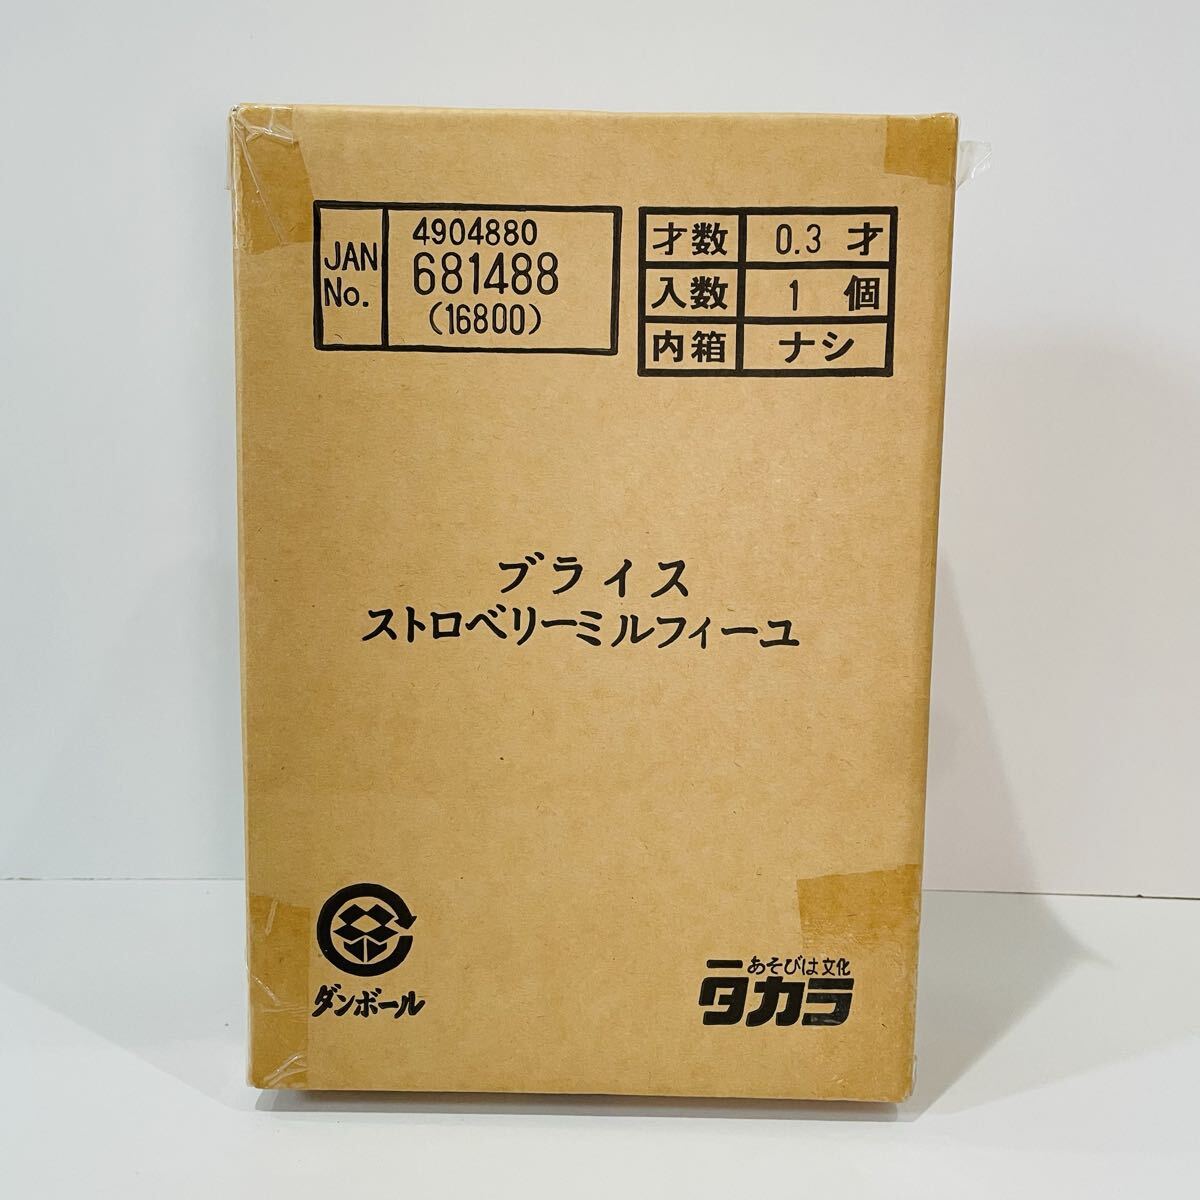 JAN No.
4904880
681488
(16800)
才数 0.3 才
入数 1 個
内箱 ナシ
ブライス
ストロベリーミルフィーユ
ダンボール
あそびは文化
タカラ